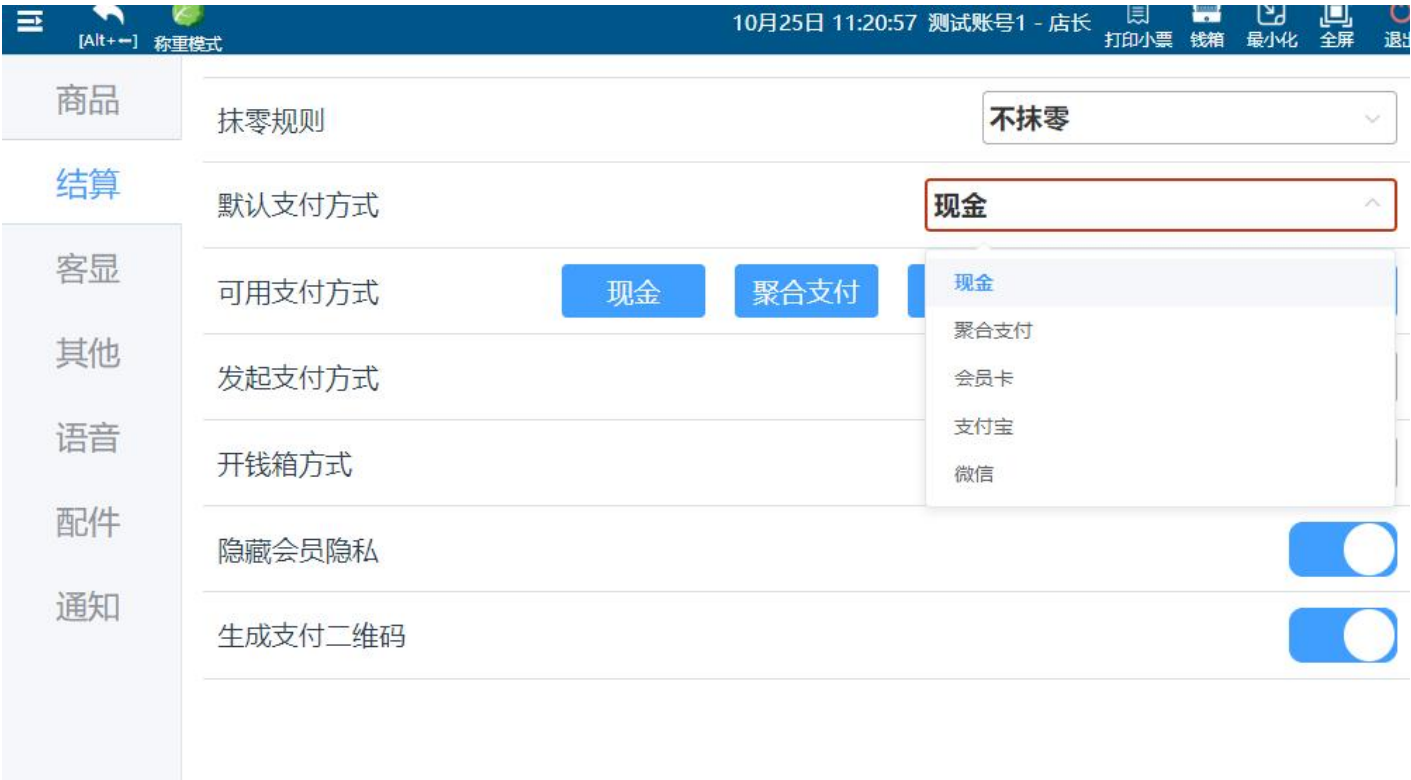 [Alt+←] 称重模式 10月25日 11:20:57 测试账号1 - 店长 打印小票 钱箱 最小化 全屏
商品
结算
客显
其他
语音
配件
通知
抹零规则 不抹零
默认支付方式 现金
可用支付方式 现金 聚合支付
现金
聚合支付
会员卡
支付宝
微信
发起支付方式
开钱箱方式
隐藏会员隐私
生成支付二维码